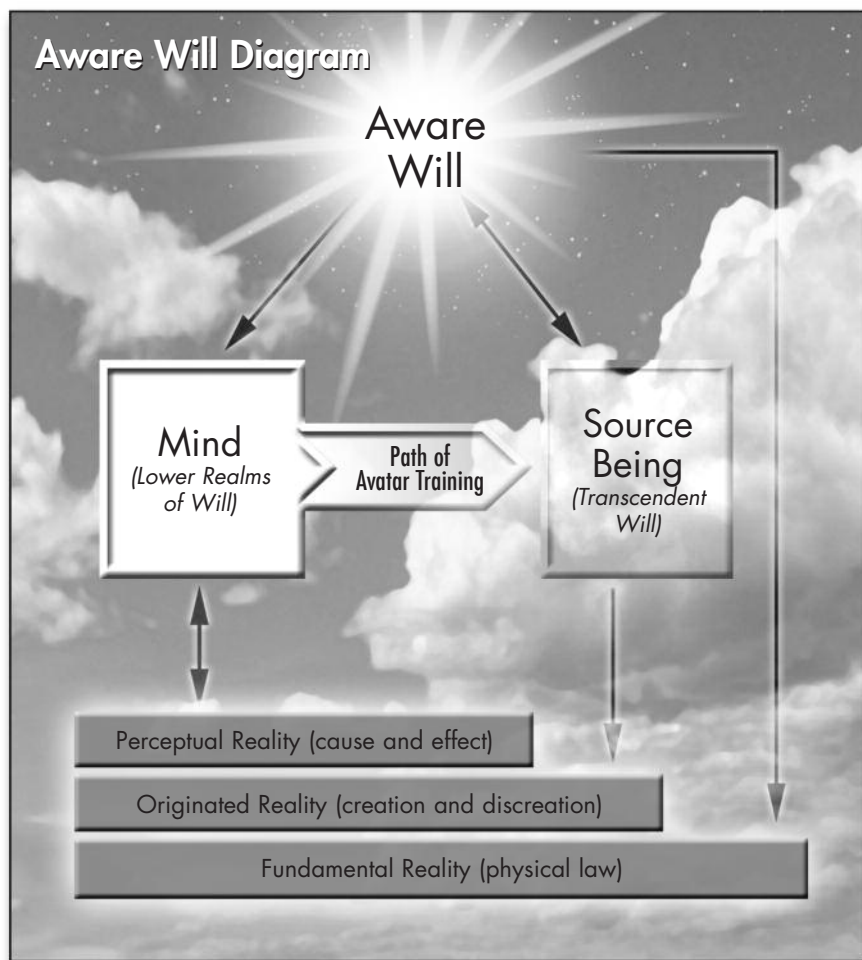 Aware Will Diagram
Aware
Will
Mind
(Lower Realms
of Will)
Path of
Avatar Training
Source
Being
(Transcendent
Will)
Perceptual Reality (cause and effect)
Originated Reality (creation and discreation)
Fundamental Reality (physical law)